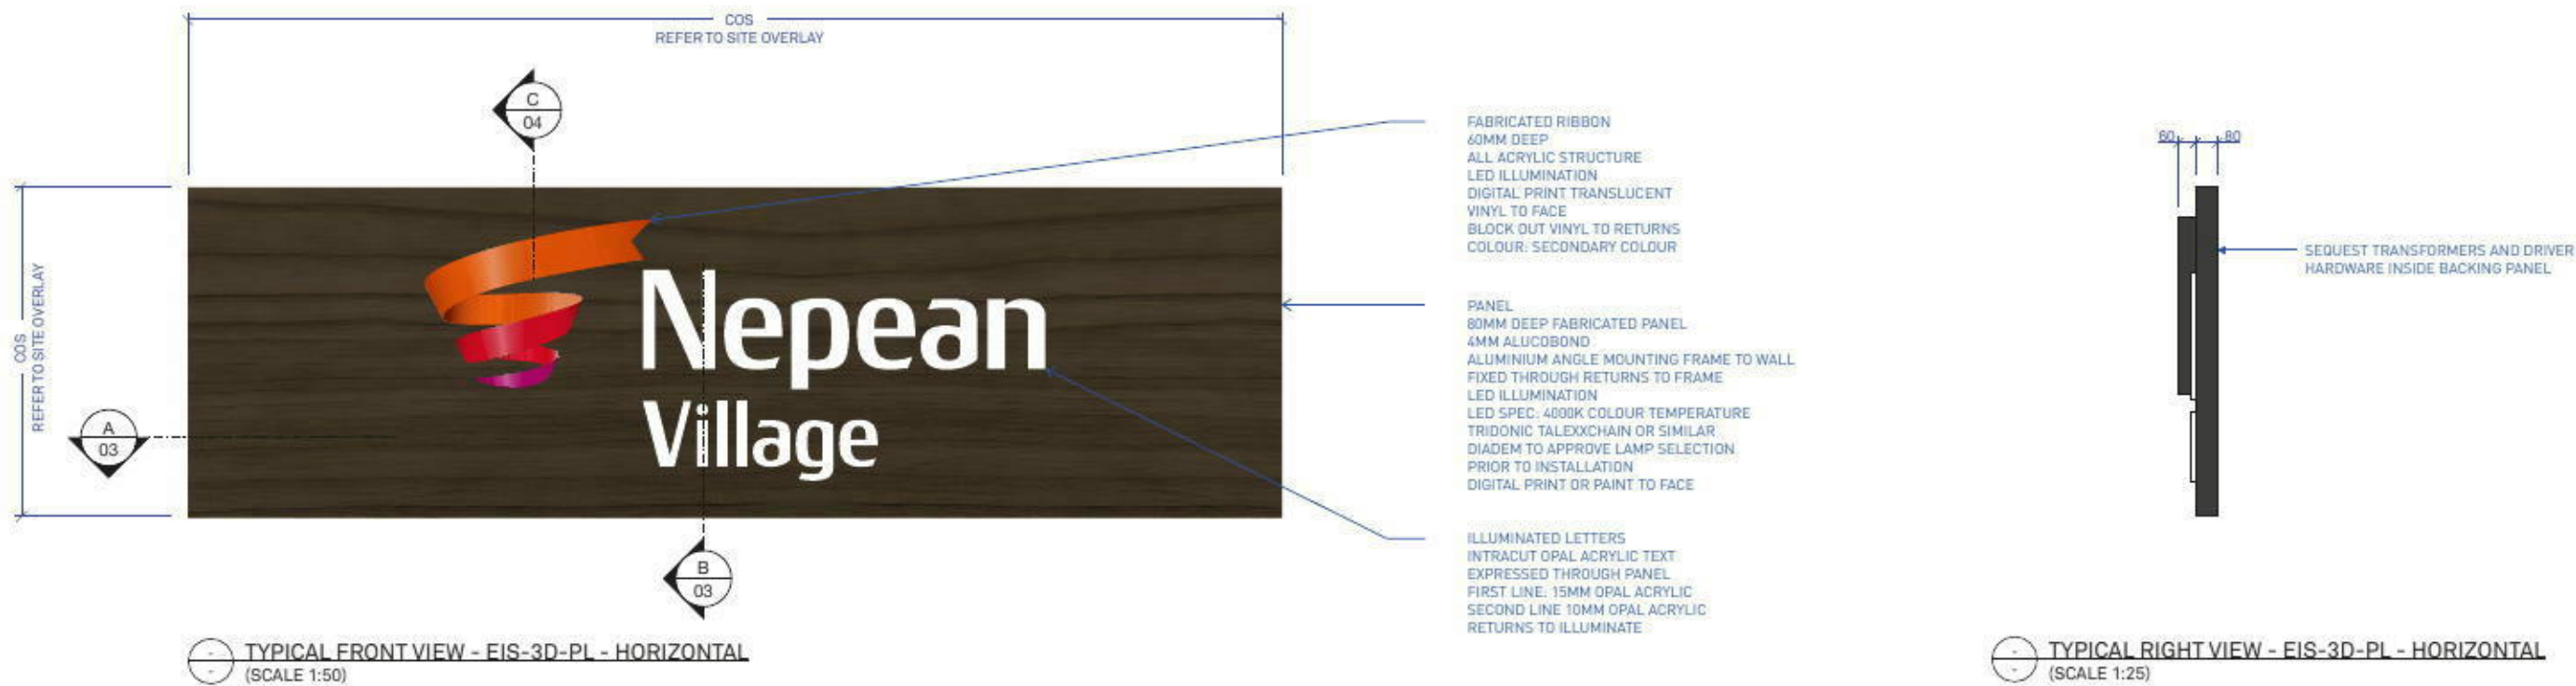 COS
REFER TO SITE OVERLAY
C
04
COS
REFER TO SITE OVERLAY
Nepean
Village
A
03
B
03
FABRICATED RIBBON
60MM DEEP
ALL ACRYLIC STRUCTURE
LED ILLUMINATION
DIGITAL PRINT TRANSLUCENT
VINYL TO FACE
BLOCK OUT VINYL TO RETURNS
COLOUR: SECONDARY COLOUR
PANEL
80MM DEEP FABRICATED PANEL
4MM ALUCOBOND
ALUMINIUM ANGLE MOUNTING FRAME TO WALL
FIXED THROUGH RETURNS TO FRAME
LED ILLUMINATION
LED SPEC: 4000K COLOUR TEMPERATURE
TRIDONIC TALEXXCHAIN OR SIMILAR
DIADEM TO APPROVE LAMP SELECTION
PRIOR TO INSTALLATION
DIGITAL PRINT OR PAINT TO FACE
ILLUMINATED LETTERS
INTRACUT OPAL ACRYLIC TEXT
EXPRESSED THROUGH PANEL
FIRST LINE: 15MM OPAL ACRYLIC
SECOND LINE 10MM OPAL ACRYLIC
RETURNS TO ILLUMINATE
60 80
SEQUEST TRANSFORMERS AND DRIVER
HARDWARE INSIDE BACKING PANEL
TYPICAL FRONT VIEW - EIS-3D-PL - HORIZONTAL
(SCALE 1:50)
TYPICAL RIGHT VIEW - EIS-3D-PL - HORIZONTAL
(SCALE 1:25)